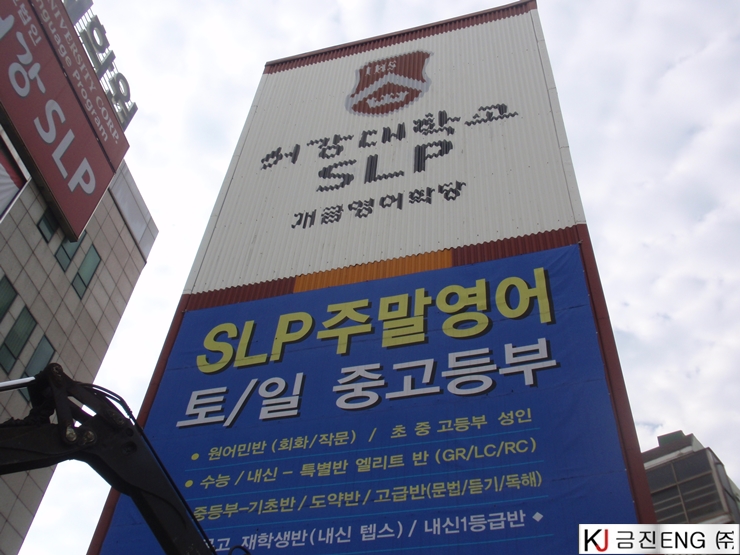 강 SLP
서강대학교
SLP
재클영어학당
SLP 주말영어
토/일 중고등부
• 원어민반 (회화/작문) / 초 중 고등부 성인
• 수능 / 내신 - 특별반 엘리트 반 (GR/LC/RC)
중등부-기초반 / 도약반 / 고급반(문법/듣기/독해)
고 재학생반 (내신 텝스) / 내신1등급반 ◆
KJ 금진ENG ㈜